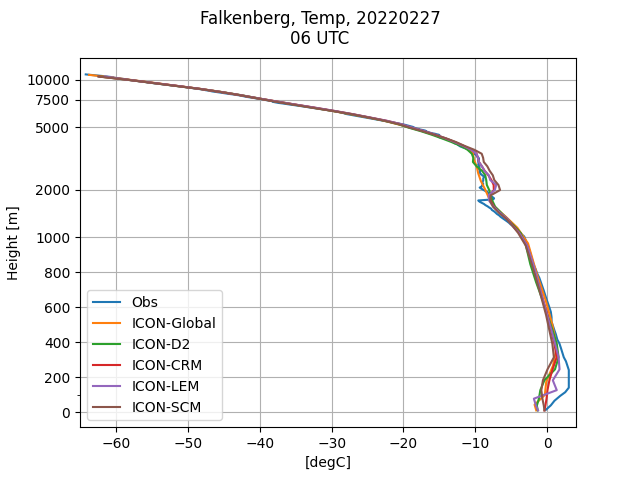 Falkenberg, Temp, 20220227
06 UTC
10000
7500
5000
2000
1000
800
600
400
200
0
Height [m]
Obs
ICON-Global
ICON-D2
ICON-CRM
ICON-LEM
ICON-SCM
−60
−50
−40
−30
−20
−10
0
[degC]